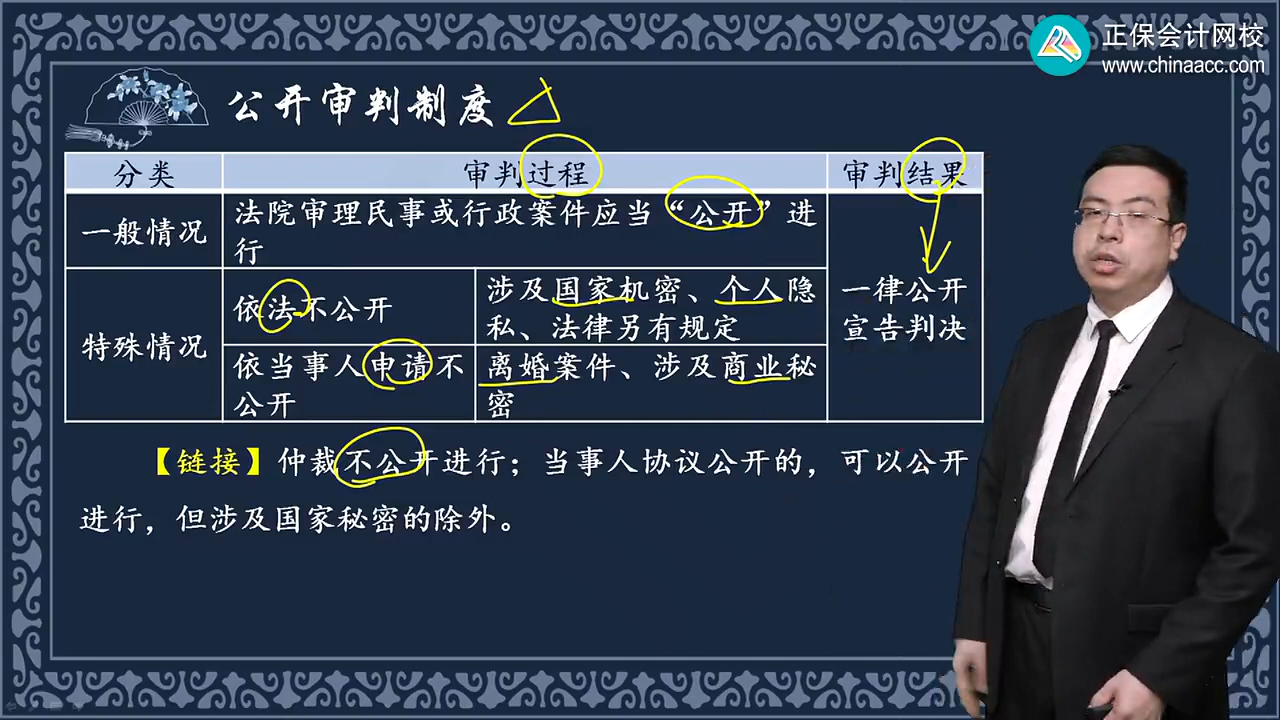 正保会计网校
www.chinaacc.com
公开审判制度
分类
审判过程
审判结果
一般情况
法院审理民事或行政案件应当“公开”进
行
特殊情况
依法不公开
涉及国家机密、个人隐
私、法律另有规定
依当事人申请不
公开
离婚案件、涉及商业秘
密
一律公开
宣告判决
【链接】仲裁不公开进行；当事人协议公开的，可以公开
进行，但涉及国家秘密的除外。